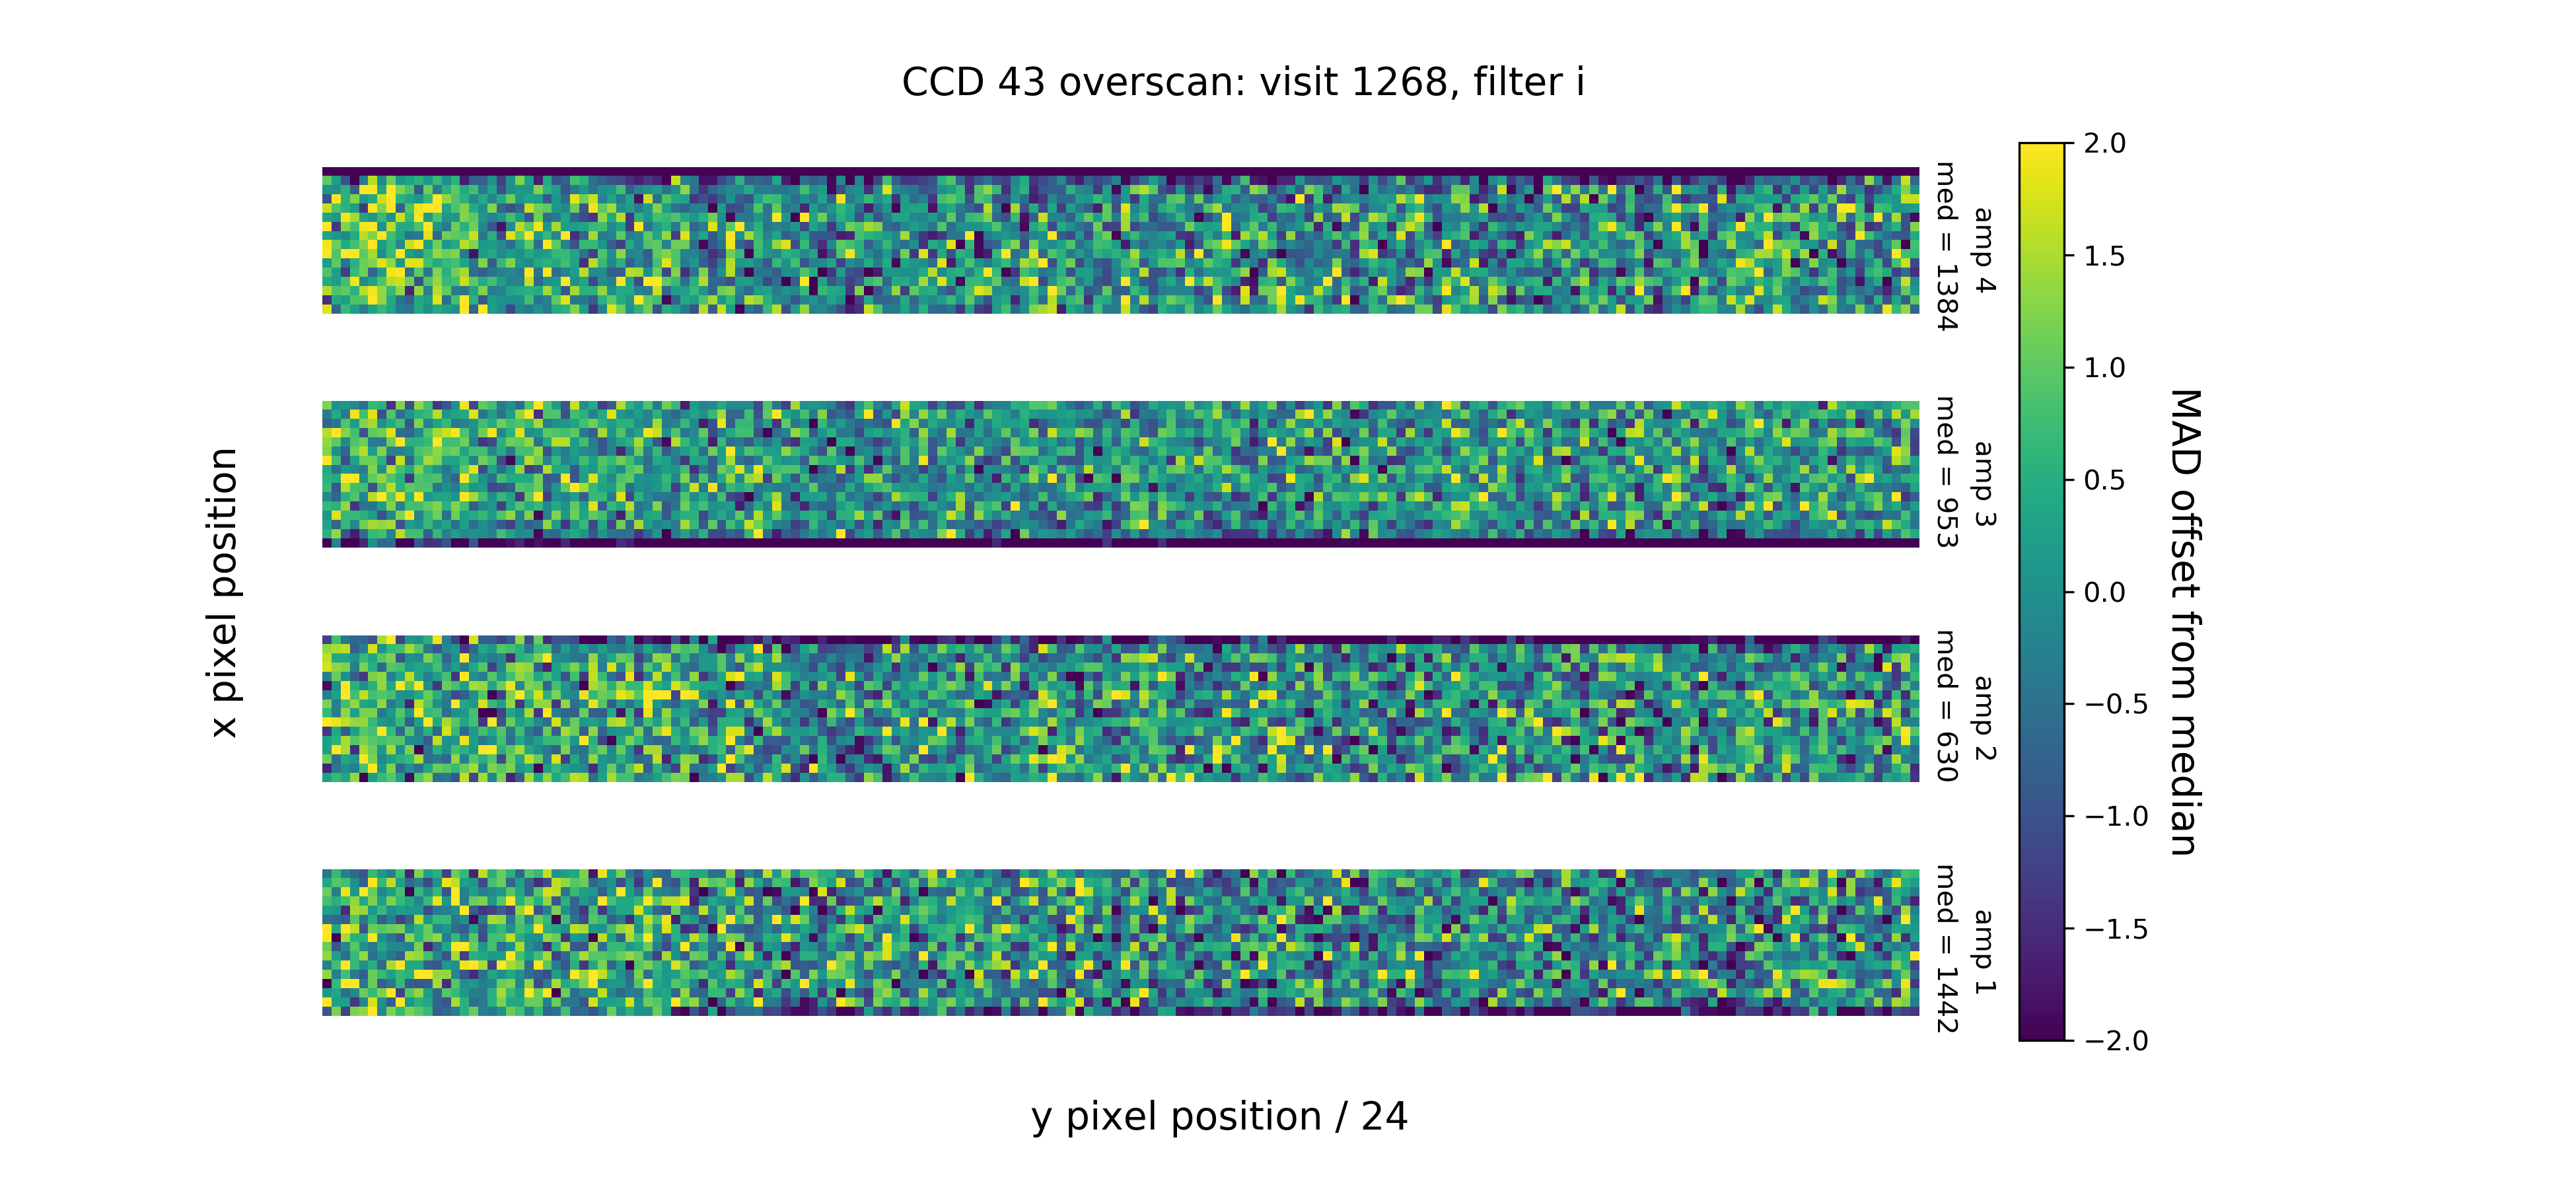 CCD 43 overscan: visit 1268, filter i
x pixel position
amp 4
med = 1384
amp 3
med = 953
amp 2
med = 630
amp 1
med = 1442
y pixel position / 24
2.0
1.5
1.0
0.5
0.0
−0.5
−1.0
−1.5
−2.0
MAD offset from median